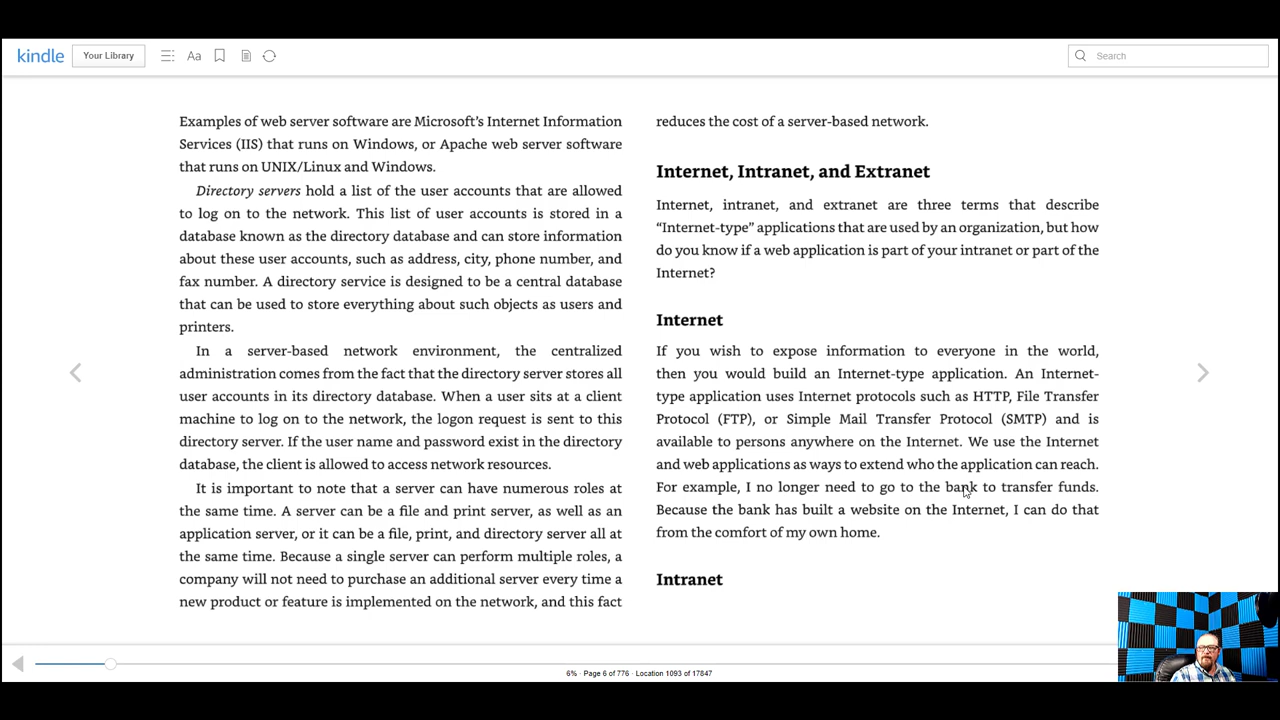 kindle
Your Library
Aa
Search
Examples of web server software are Microsoft's Internet Information
Services (IIS) that runs on Windows, or Apache web server software
that runs on UNIX/Linux and Windows.
Directory servers hold a list of the user accounts that are allowed
to log on to the network. This list of user accounts is stored in a
database known as the directory database and can store information
about these user accounts, such as address, city, phone number, and
fax number. A directory service is designed to be a central database
that can be used to store everything about such objects as users and
printers.
In a server-based network environment, the centralized
administration comes from the fact that the directory server stores all
user accounts in its directory database. When a user sits at a client
machine to log on to the network, the logon request is sent to this
directory server. If the user name and password exist in the directory
database, the client is allowed to access network resources.
It is important to note that a server can have numerous roles at
the same time. A server can be a file and print server, as well as an
application server, or it can be a file, print, and directory server all at
the same time. Because a single server can perform multiple roles, a
company will not need to purchase an additional server every time a
new product or feature is implemented on the network, and this fact
reduces the cost of a server-based network.
Internet, Intranet, and Extranet
Internet, intranet, and extranet are three terms that describe
“Internet-type” applications that are used by an organization, but how
do you know if a web application is part of your intranet or part of the
Internet?
Internet
If you wish to expose information to everyone in the world,
then you would build an Internet-type application. An Internet-
type application uses Internet protocols such as HTTP, File Transfer
Protocol (FTP), or Simple Mail Transfer Protocol (SMTP) and is
available to persons anywhere on the Internet. We use the Internet
and web applications as ways to extend who the application can reach.
For example, I no longer need to go to the bank to transfer funds.
Because the bank has built a website on the Internet, I can do that
from the comfort of my own home.
Intranet
6% · Page 6 of 776 · Location 1093 of 17847